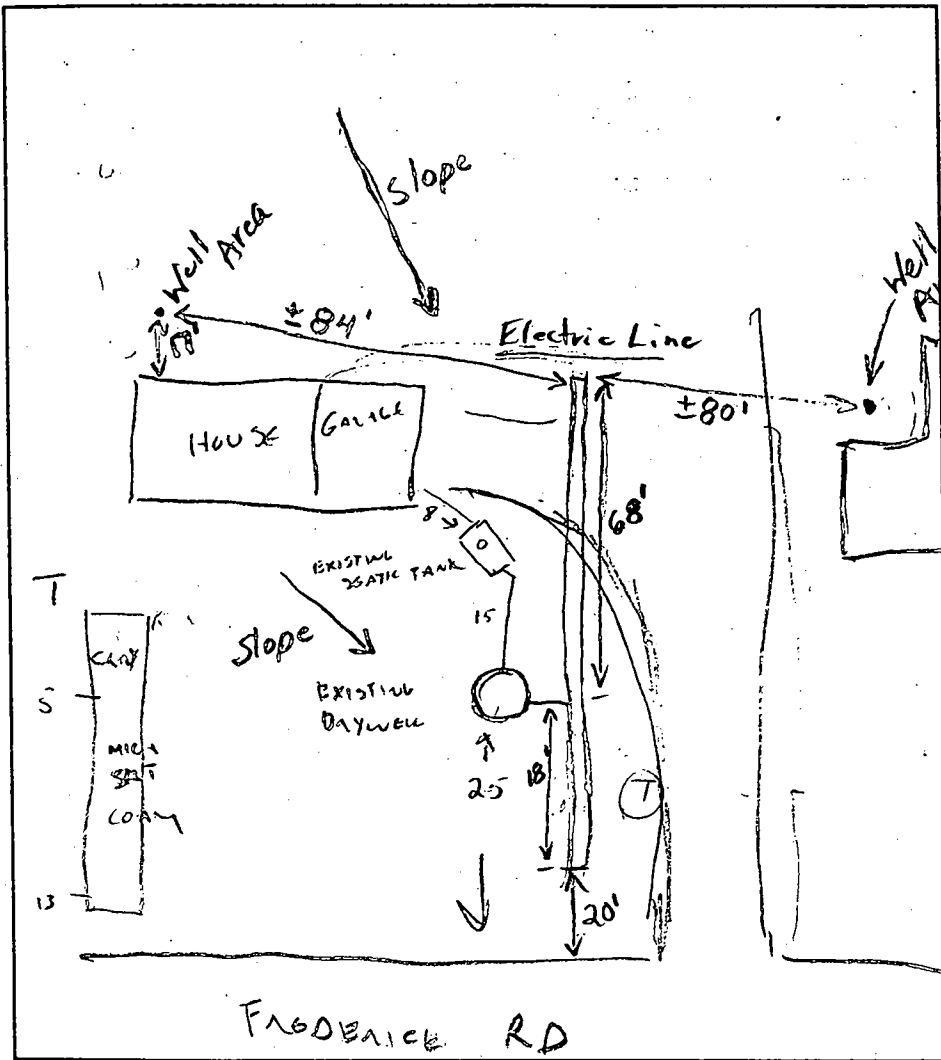 Slope
Well
Area
±84'
Electric Line
Well
±80'
HOUSE
GARAGE
68'
8
EXISTING
SEPTIC TANK
T
15
Slope
CLAY
5
EXISTING
DRYWELL
25
18'
T
LOAM
13
20'
FREDERICK RD